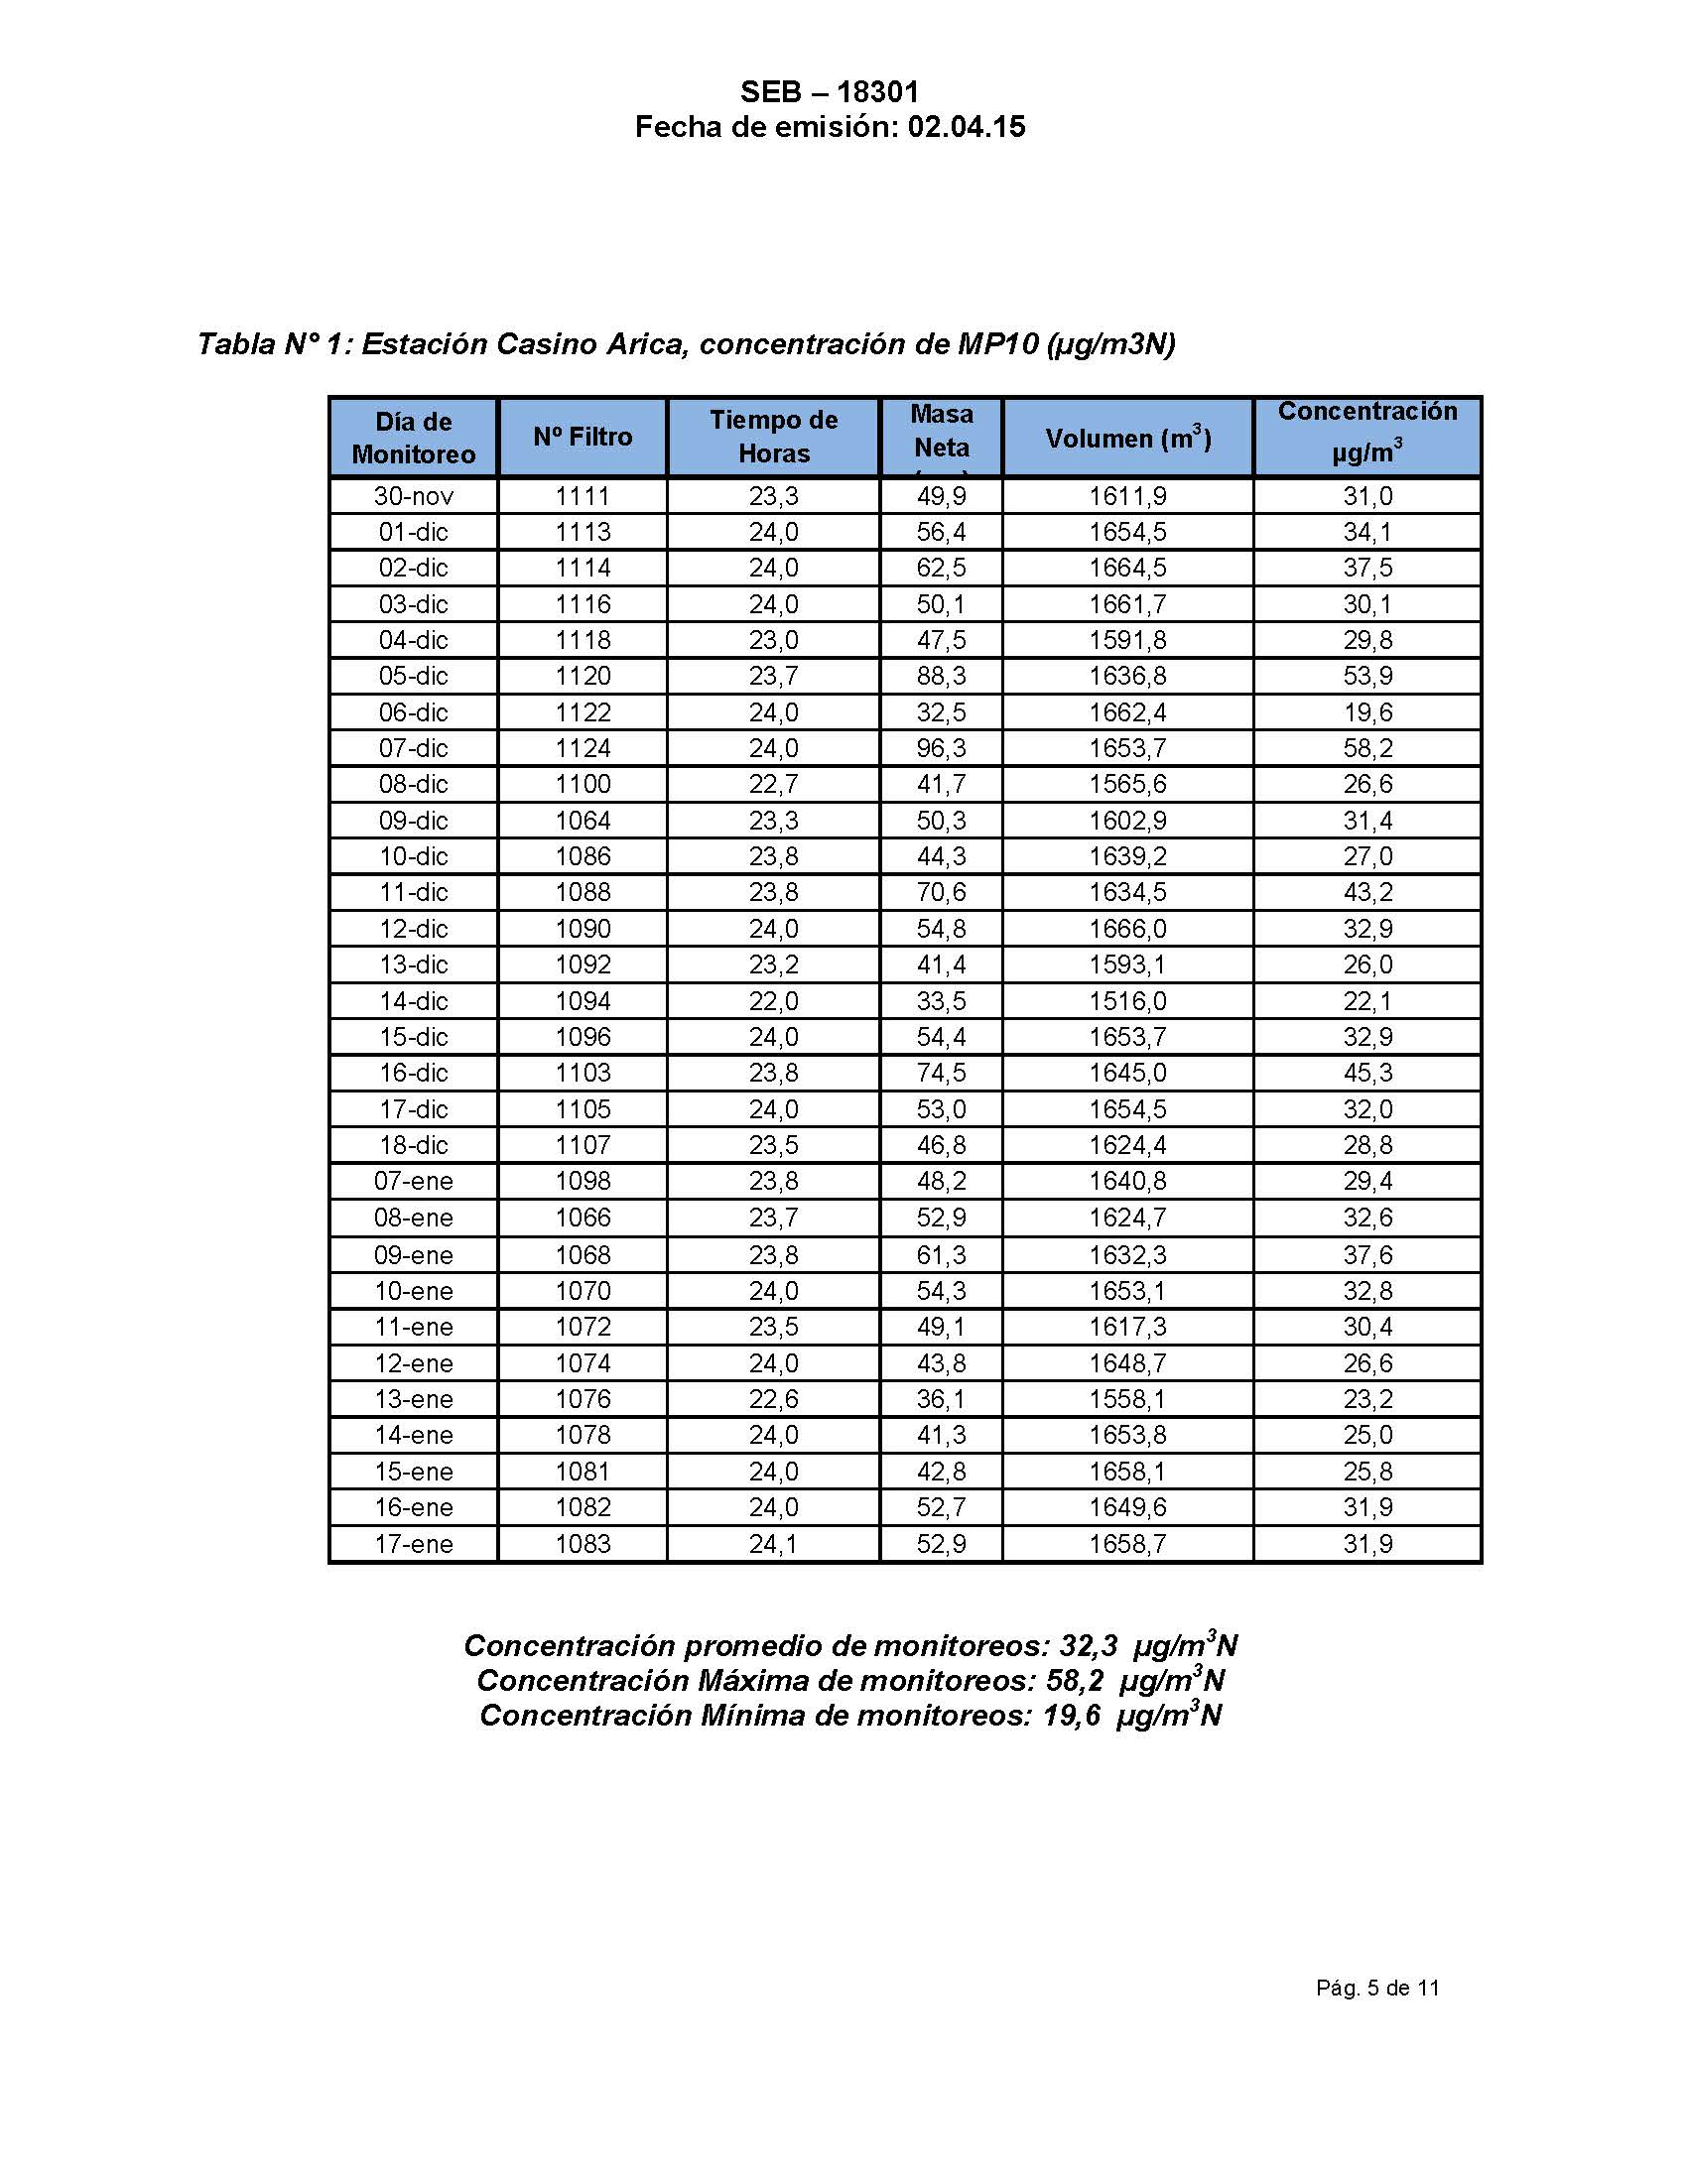 SEB – 18301
Fecha de emisión: 02.04.15
Tabla N° 1: Estación Casino Arica, concentración de MP10 (µg/m3N)
Día de Monitoreo Nº Filtro Tiempo de Horas Masa Neta Volumen (m³) Concentración µg/m³
30-nov 1111 23,3 49,9 1611,9 31,0
01-dic 1113 24,0 56,4 1654,5 34,1
02-dic 1114 24,0 62,5 1664,5 37,5
03-dic 1116 24,0 50,1 1661,7 30,1
04-dic 1118 23,0 47,5 1591,8 29,8
05-dic 1120 23,7 88,3 1636,8 53,9
06-dic 1122 24,0 32,5 1662,4 19,6
07-dic 1124 24,0 96,3 1653,7 58,2
08-dic 1100 22,7 41,7 1565,6 26,6
09-dic 1064 23,3 50,3 1602,9 31,4
10-dic 1086 23,8 44,3 1639,2 27,0
11-dic 1088 23,8 70,6 1634,5 43,2
12-dic 1090 24,0 54,8 1666,0 32,9
13-dic 1092 23,2 41,4 1593,1 26,0
14-dic 1094 22,0 33,5 1516,0 22,1
15-dic 1096 24,0 54,4 1653,7 32,9
16-dic 1103 23,8 74,5 1645,0 45,3
17-dic 1105 24,0 53,0 1654,5 32,0
18-dic 1107 23,5 46,8 1624,4 28,8
07-ene 1098 23,8 48,2 1640,8 29,4
08-ene 1066 23,7 52,9 1624,7 32,6
09-ene 1068 23,8 61,3 1632,3 37,6
10-ene 1070 24,0 54,3 1653,1 32,8
11-ene 1072 23,5 49,1 1617,3 30,4
12-ene 1074 24,0 43,8 1648,7 26,6
13-ene 1076 22,6 36,1 1558,1 23,2
14-ene 1078 24,0 41,3 1653,8 25,0
15-ene 1081 24,0 42,8 1658,1 25,8
16-ene 1082 24,0 52,7 1649,6 31,9
17-ene 1083 24,1 52,9 1658,7 31,9
Concentración promedio de monitoreos: 32,3 µg/m³N
Concentración Máxima de monitoreos: 58,2 µg/m³N
Concentración Mínima de monitoreos: 19,6 µg/m³N
Pág. 5 de 11